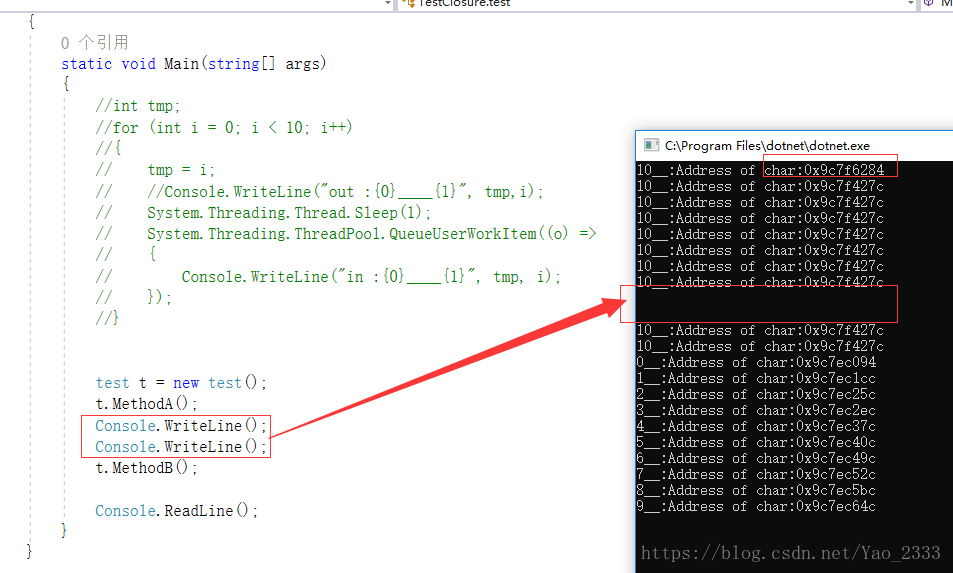 TestClosure.test
{
0 个引用
static void Main(string[] args)
{
//int tmp;
//for (int i = 0; i < 10; i++)
//{
//    tmp = i;
//    //Console.WriteLine("out :{0}____{1}", tmp,i);
//    System.Threading.Thread.Sleep(1);
//    System.Threading.ThreadPool.QueueUserWorkItem((o) =>
//    {
//        Console.WriteLine("in :{0}____{1}", tmp, i);
//    });
//}
test t = new test();
t.MethodA();
Console.WriteLine();
Console.WriteLine();
t.MethodB();
Console.ReadLine();
}
}
C:\Program Files\dotnet\dotnet.exe
10__:Address of char:0x9c7f6284
10__:Address of char:0x9c7f427c
10__:Address of char:0x9c7f427c
10__:Address of char:0x9c7f427c
10__:Address of char:0x9c7f427c
10__:Address of char:0x9c7f427c
10__:Address of char:0x9c7f427c
10__:Address of char:0x9c7f427c
10__:Address of char:0x9c7f427c
10__:Address of char:0x9c7f427c
0__:Address of char:0x9c7ec094
1__:Address of char:0x9c7ec1cc
2__:Address of char:0x9c7ec25c
3__:Address of char:0x9c7ec2ec
4__:Address of char:0x9c7ec37c
5__:Address of char:0x9c7ec40c
6__:Address of char:0x9c7ec49c
7__:Address of char:0x9c7ec52c
8__:Address of char:0x9c7ec5bc
9__:Address of char:0x9c7ec64c
https://blog.csdn.net/Yao_2333